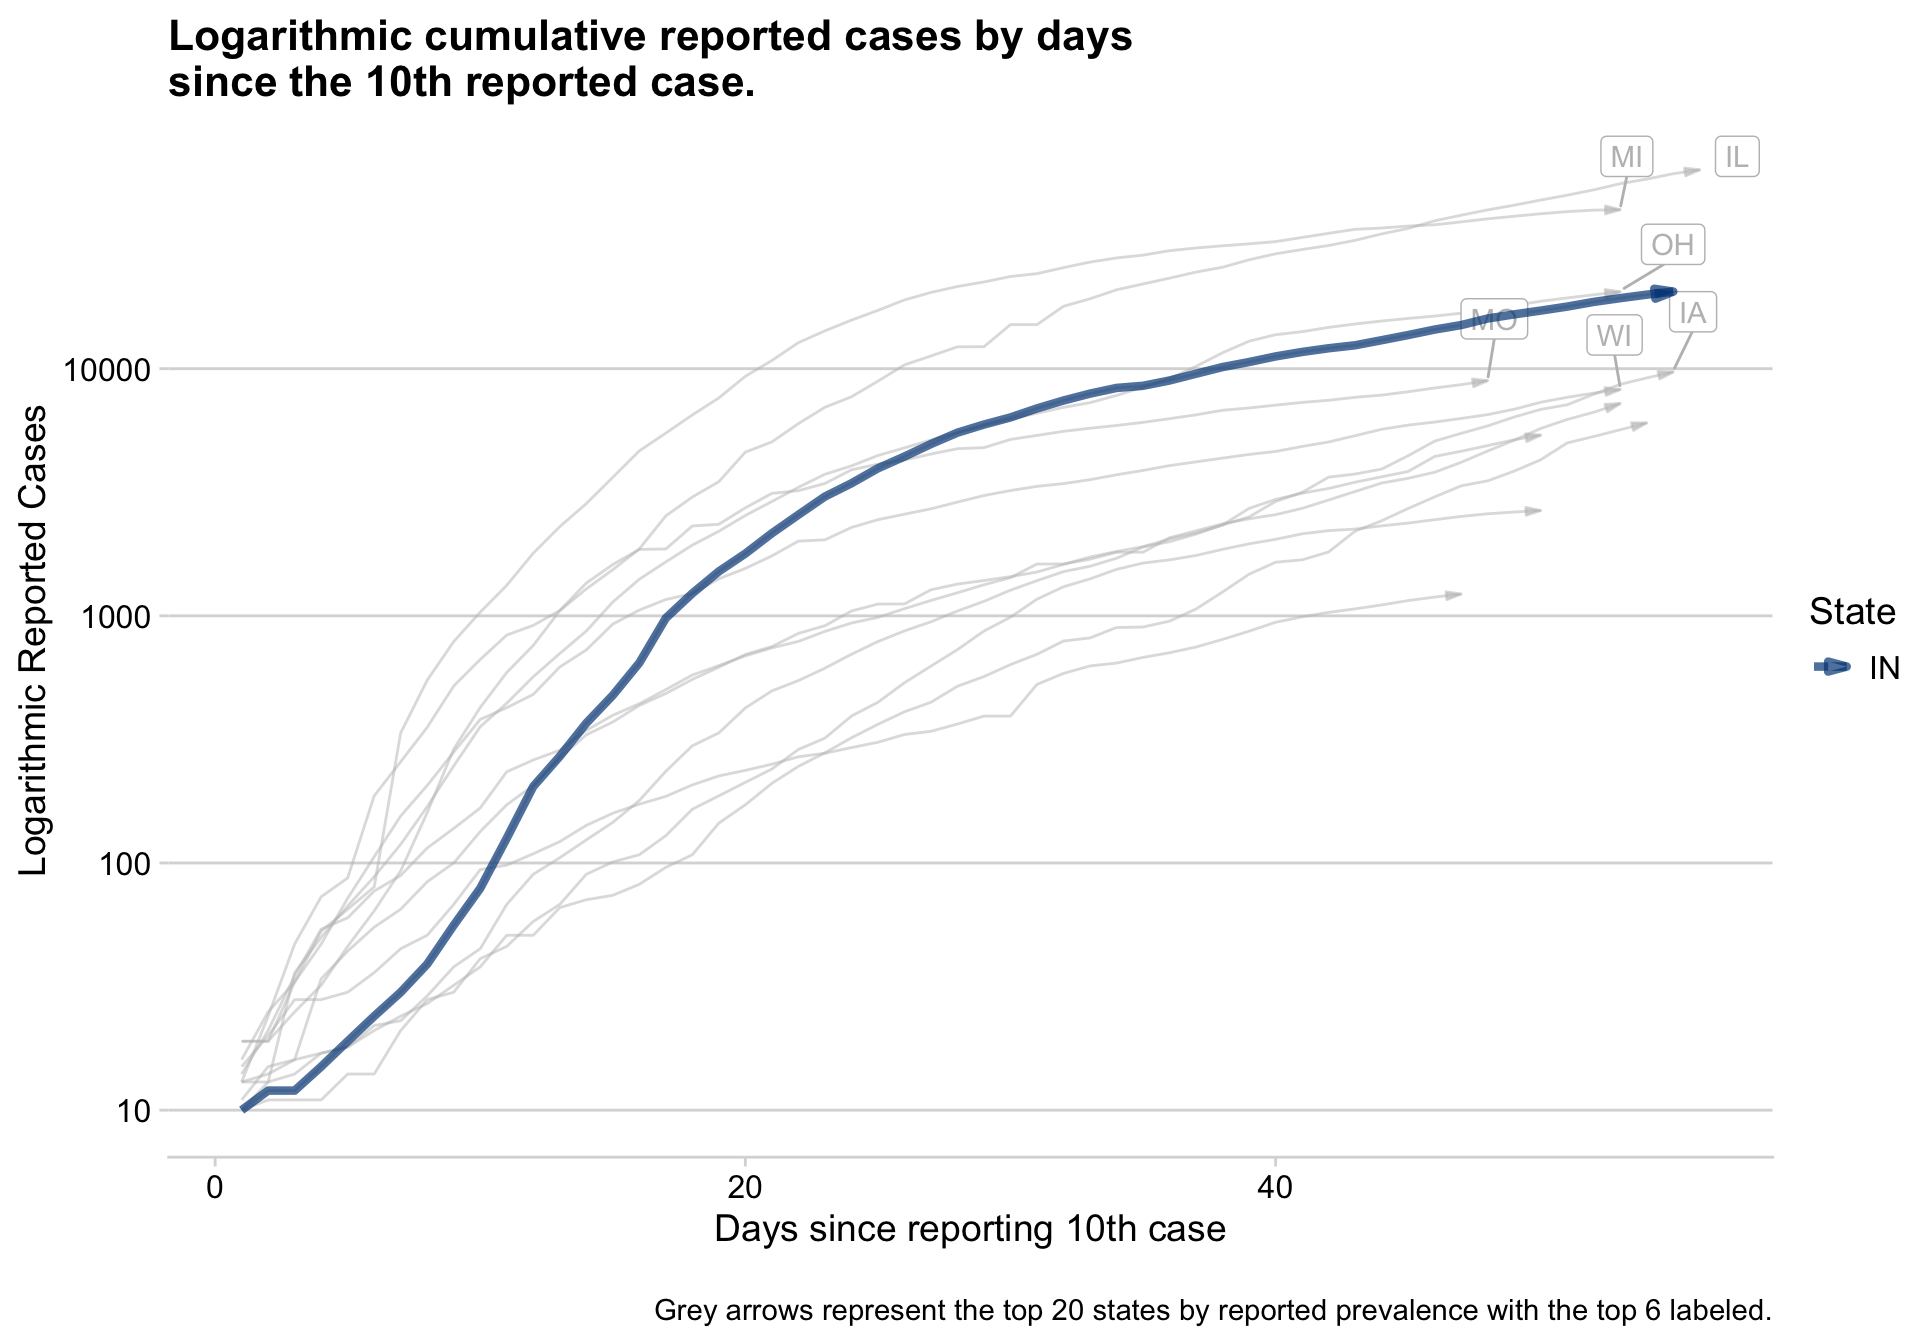 Logarithmic cumulative reported cases by days
since the 10th reported case.
MI
IL
OH
MO
IA
WI
10000
1000
100
10
Logarithmic Reported Cases
State
IN
0
20
40
Days since reporting 10th case
Grey arrows represent the top 20 states by reported prevalence with the top 6 labeled.